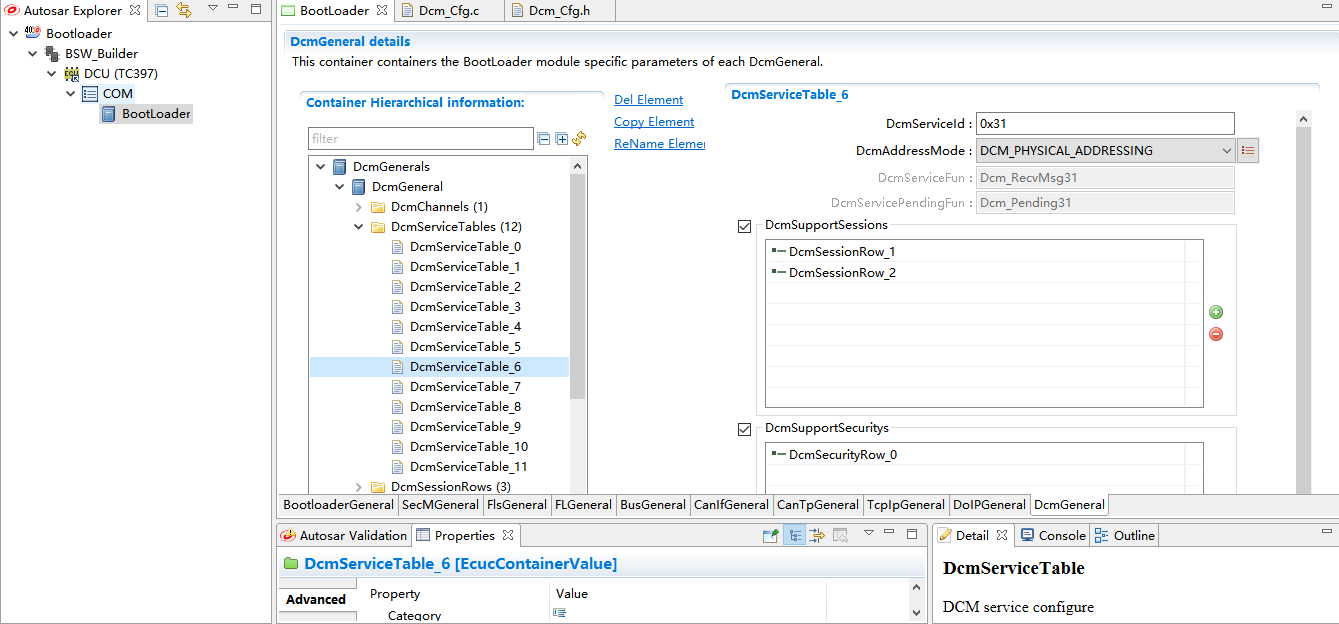 Autosar Explorer
Bootloader
BSW_Builder
DCU (TC397)
COM
BootLoader
BootLoader
Dcm_Cfg.c
Dcm_Cfg.h
DcmGeneral details
This container containers the BootLoader module specific parameters of each DcmGeneral.
Container Hierarchical information:
filter
Del Element
Copy Element
ReName Elemer
DcmGenerals
DcmGeneral
DcmChannels (1)
DcmServiceTables (12)
DcmServiceTable_0
DcmServiceTable_1
DcmServiceTable_2
DcmServiceTable_3
DcmServiceTable_4
DcmServiceTable_5
DcmServiceTable_6
DcmServiceTable_7
DcmServiceTable_8
DcmServiceTable_9
DcmServiceTable_10
DcmServiceTable_11
DcmSessionRows (3)
DcmServiceTable_6
DcmServiceId : 0x31
DcmAddressMode : DCM_PHYSICAL_ADDRESSING
DcmServiceFun : Dcm_RecvMsg31
DcmServicePendingFun : Dcm_Pending31
DcmSupportSessions
DcmSessionRow_1
DcmSessionRow_2
DcmSupportSecuritys
DcmSecurityRow_0
BootloaderGeneral SecMGeneral FlsGeneral FLGeneral BusGeneral CanIfGeneral CanTpGeneral TcpIpGeneral DoIPGeneral DcmGeneral
Autosar Validation Properties
DcmServiceTable_6 [EcucContainerValue]
Advanced
Property Value
Category
Detail Console Outline
DcmServiceTable
DCM service configure